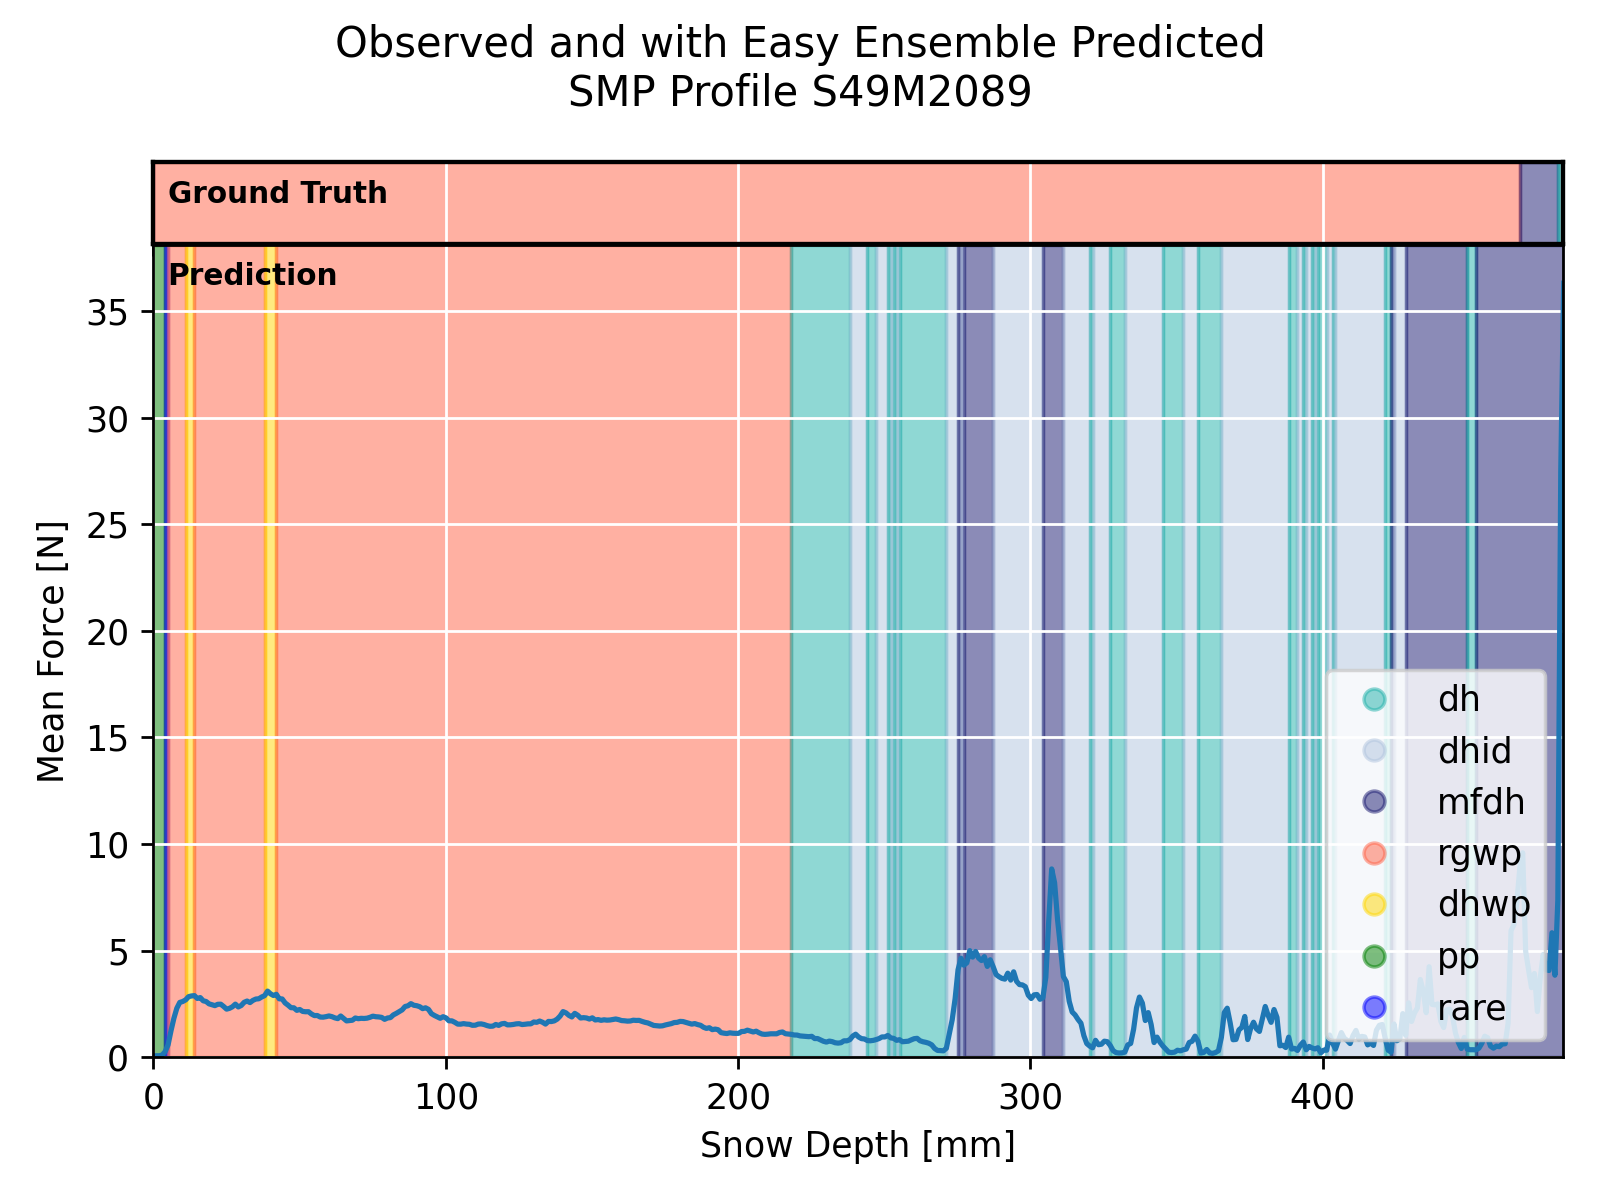 Observed and with Easy Ensemble Predicted
SMP Profile S49M2089
Ground Truth
Prediction
Mean Force [N]
35
30
25
20
15
10
5
0
dh
dhid
mfdh
rgwp
dhwp
pp
rare
0 100 200 300 400
Snow Depth [mm]